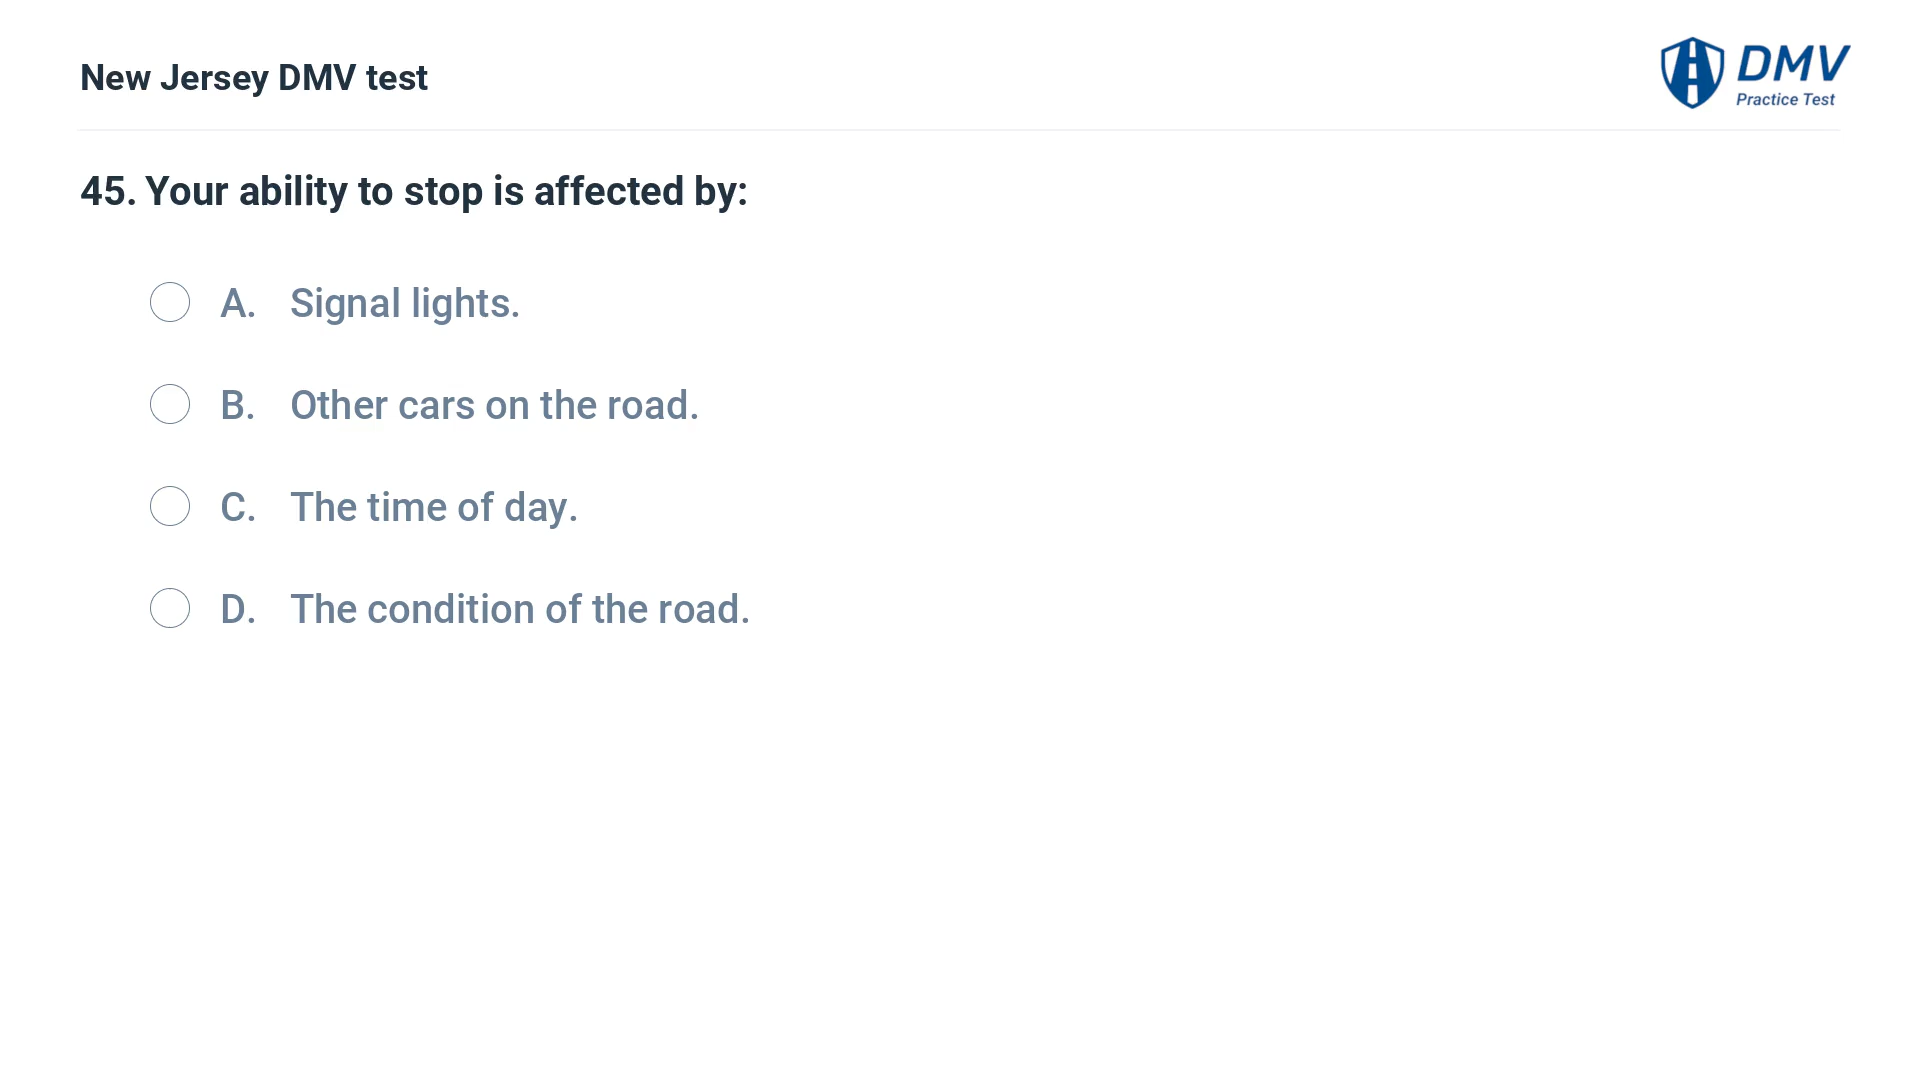 New Jersey DMV test
DMV
Practice Test
45. Your ability to stop is affected by:
A. Signal lights.
B. Other cars on the road.
C. The time of day.
D. The condition of the road.